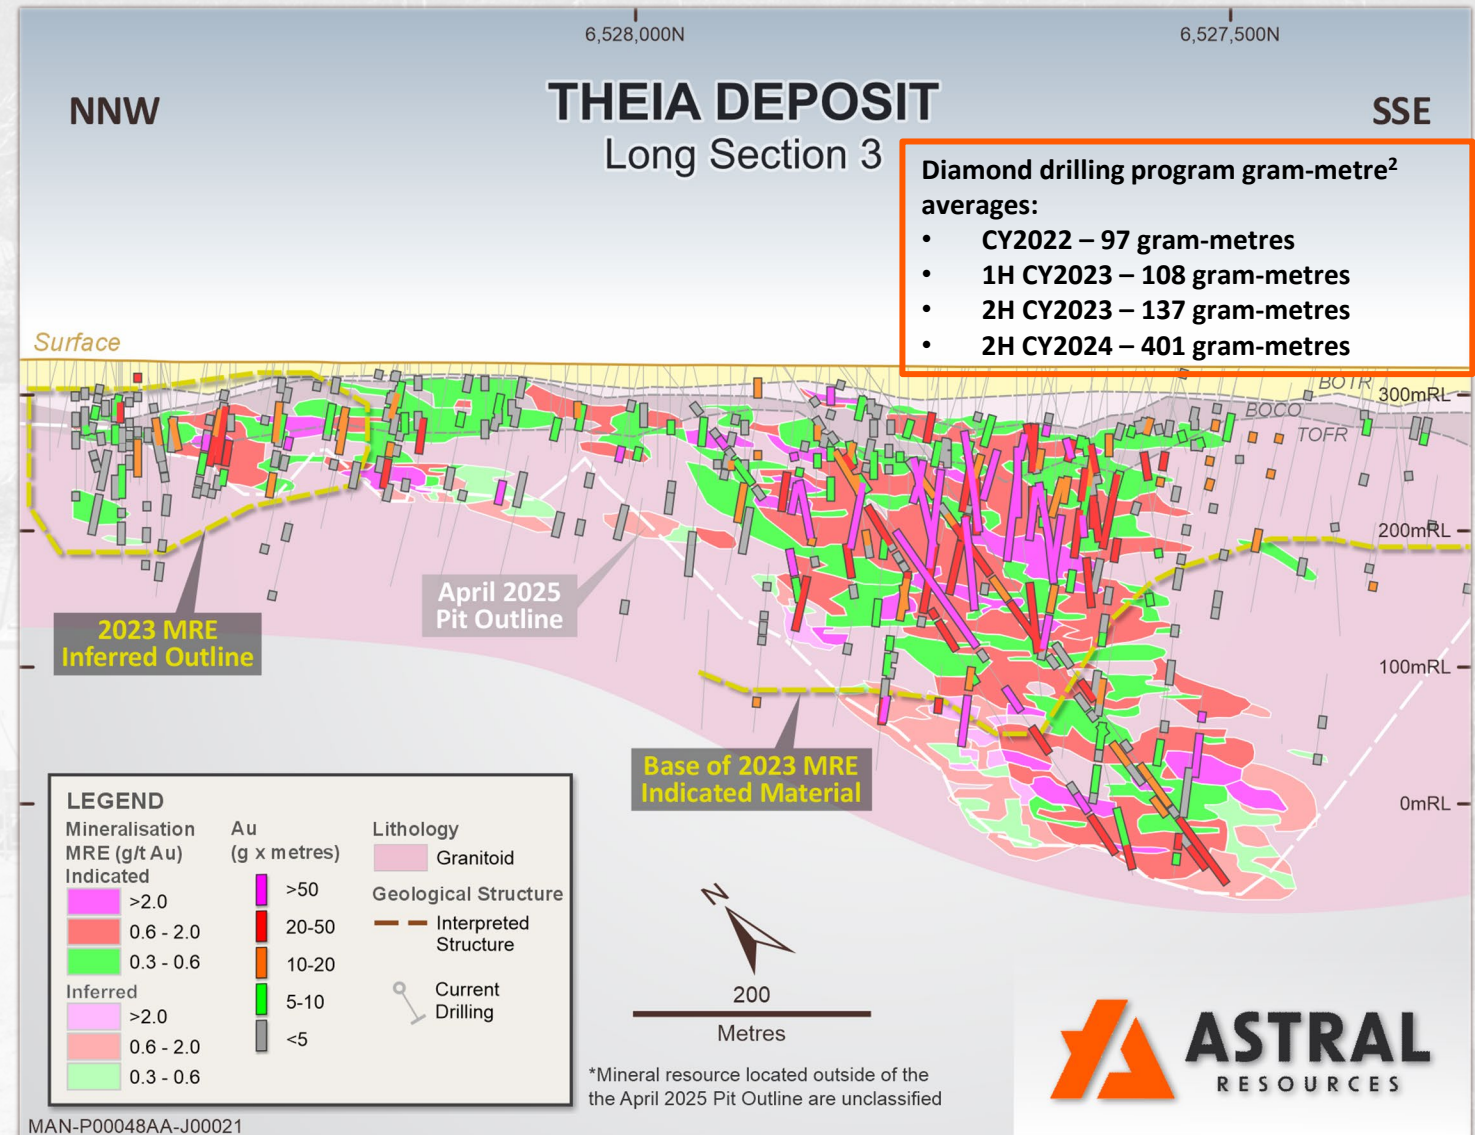 6,528,000N
6,527,500N
NNW
THEIA DEPOSIT
SSE
Long Section 3
Diamond drilling program gram-metre²
averages:
• CY2022 – 97 gram-metres
• 1H CY2023 – 108 gram-metres
• 2H CY2023 – 137 gram-metres
• 2H CY2024 – 401 gram-metres
Surface
BOTR
300mRL
BOCO
TOFR
200mRL
April 2025
Pit Outline
2023 MRE
Inferred Outline
100mRL
Base of 2023 MRE
Indicated Material
0mRL
LEGEND
Mineralisation
MRE (g/t Au)
Indicated
>2.0
0.6 - 2.0
0.3 - 0.6
Inferred
>2.0
0.6 - 2.0
0.3 - 0.6
Au
(g x metres)
>50
20-50
10-20
5-10
<5
Lithology
Granitoid
Geological Structure
Interpreted
Structure
Current
Drilling
N
200
Metres
*Mineral resource located outside of the
the April 2025 Pit Outline are unclassified
ASTRAL
RESOURCES
MAN-P00048AA-J00021